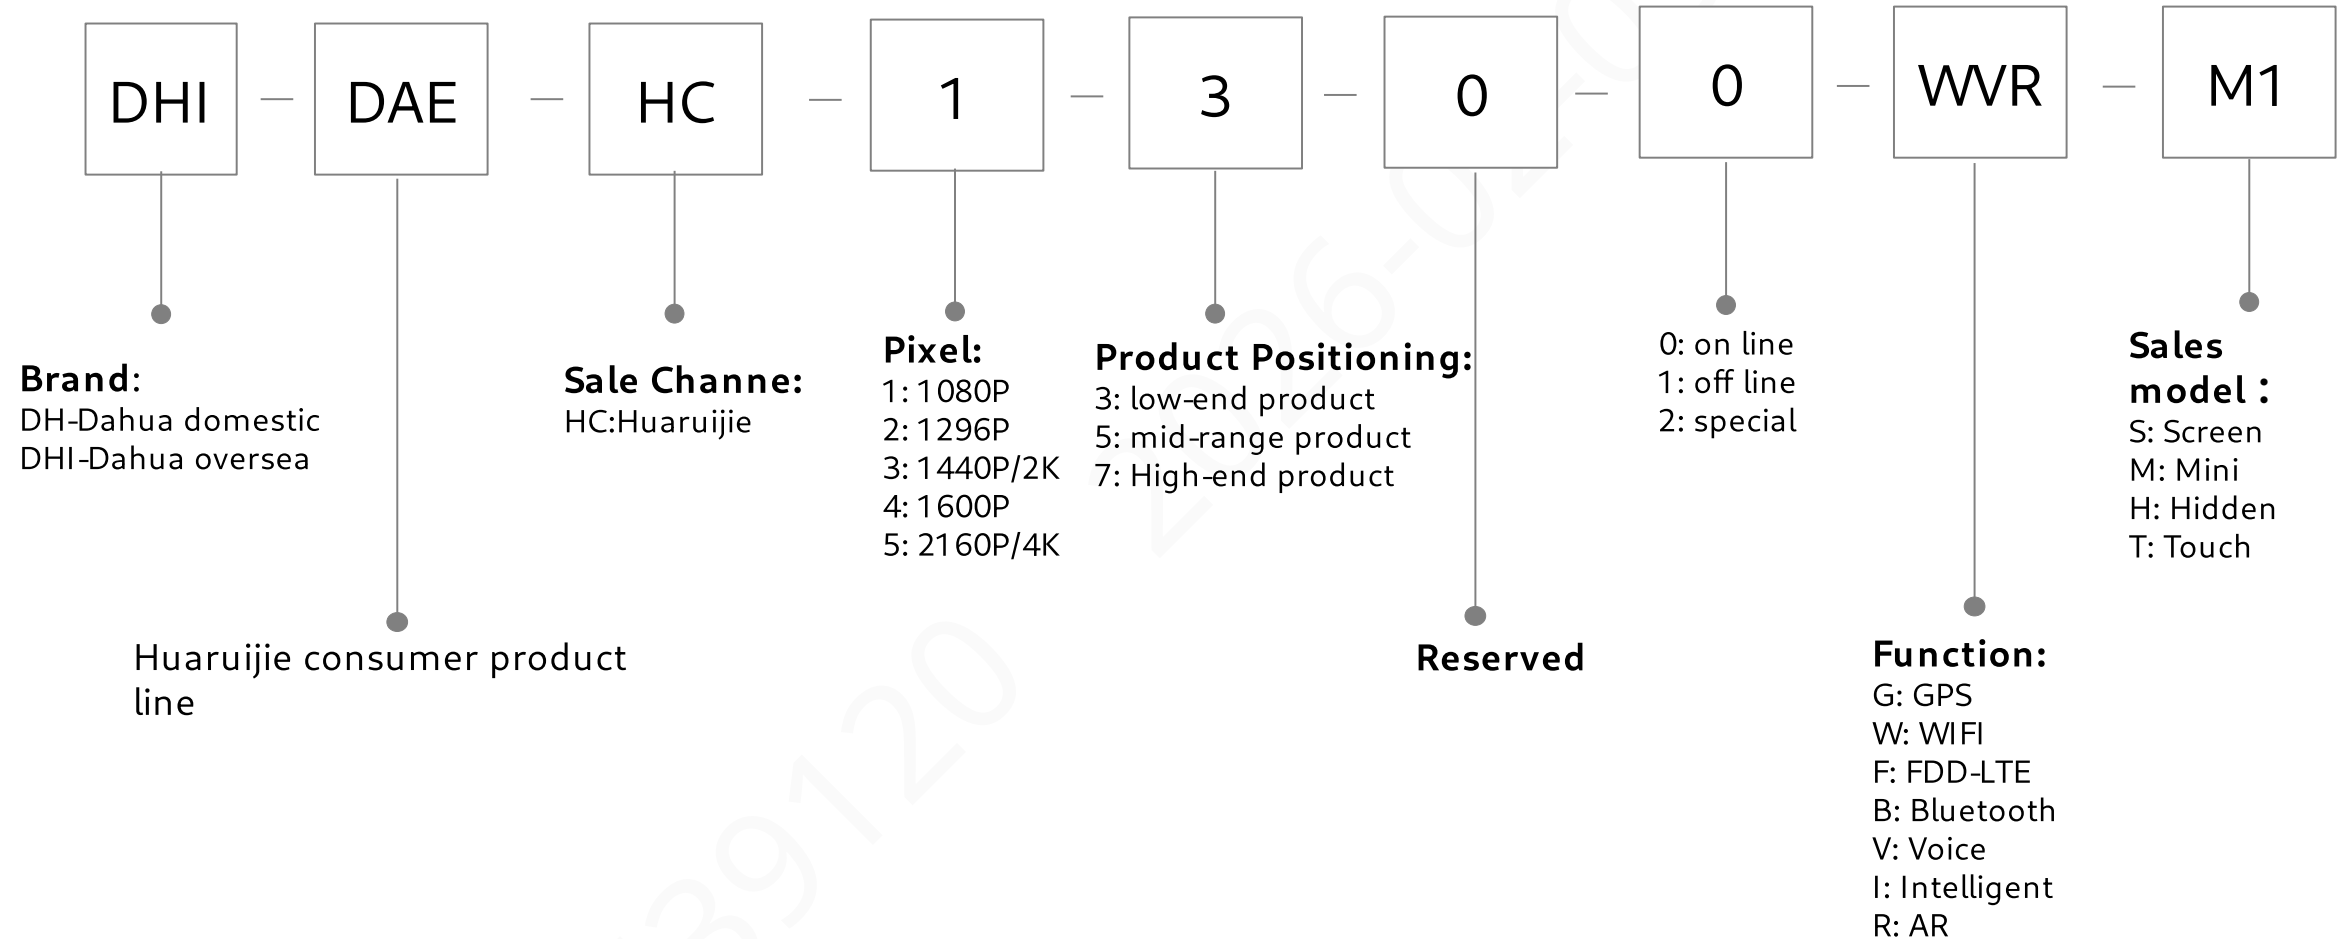 DHI — DAE — HC — 1 — 3 — 0 — 0 — WVR — M1
Brand:
DH-Dahua domestic
DHI-Dahua oversea
Huaruijie consumer product
line
Sale Channe:
HC:Huaruijie
Pixel:
1: 1080P
2: 1296P
3: 1440P/2K
4: 1600P
5: 2160P/4K
Product Positioning:
3: low-end product
5: mid-range product
7: High-end product
Reserved
0: on line
1: off line
2: special
Function:
G: GPS
W: WIFI
F: FDD-LTE
B: Bluetooth
V: Voice
I: Intelligent
R: AR
Sales
model：
S: Screen
M: Mini
H: Hidden
T: Touch